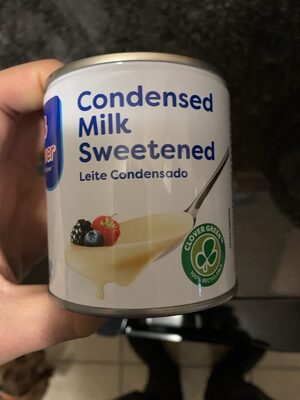 Condensed
Milk
Sweetened
Leite Condensado
CLOVER GREEN